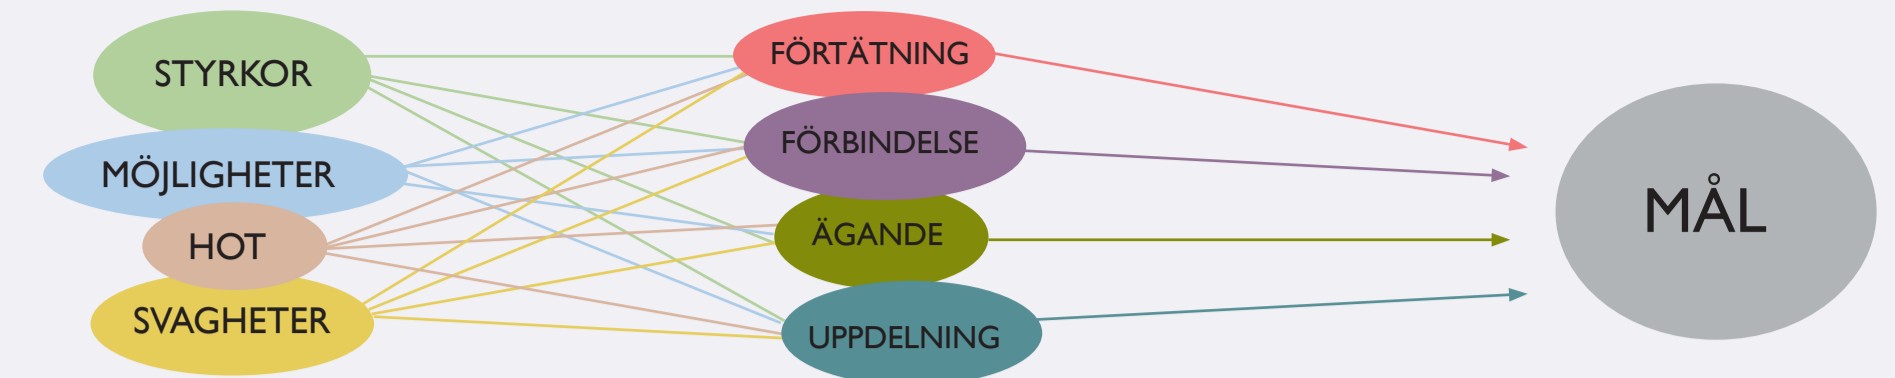 STYRKOR
MÖJLIGHETER
HOT
SVAGHETER
FÖRTÄTNING
FÖRBINDELSE
ÄGANDE
UPPDELNING
MÅL